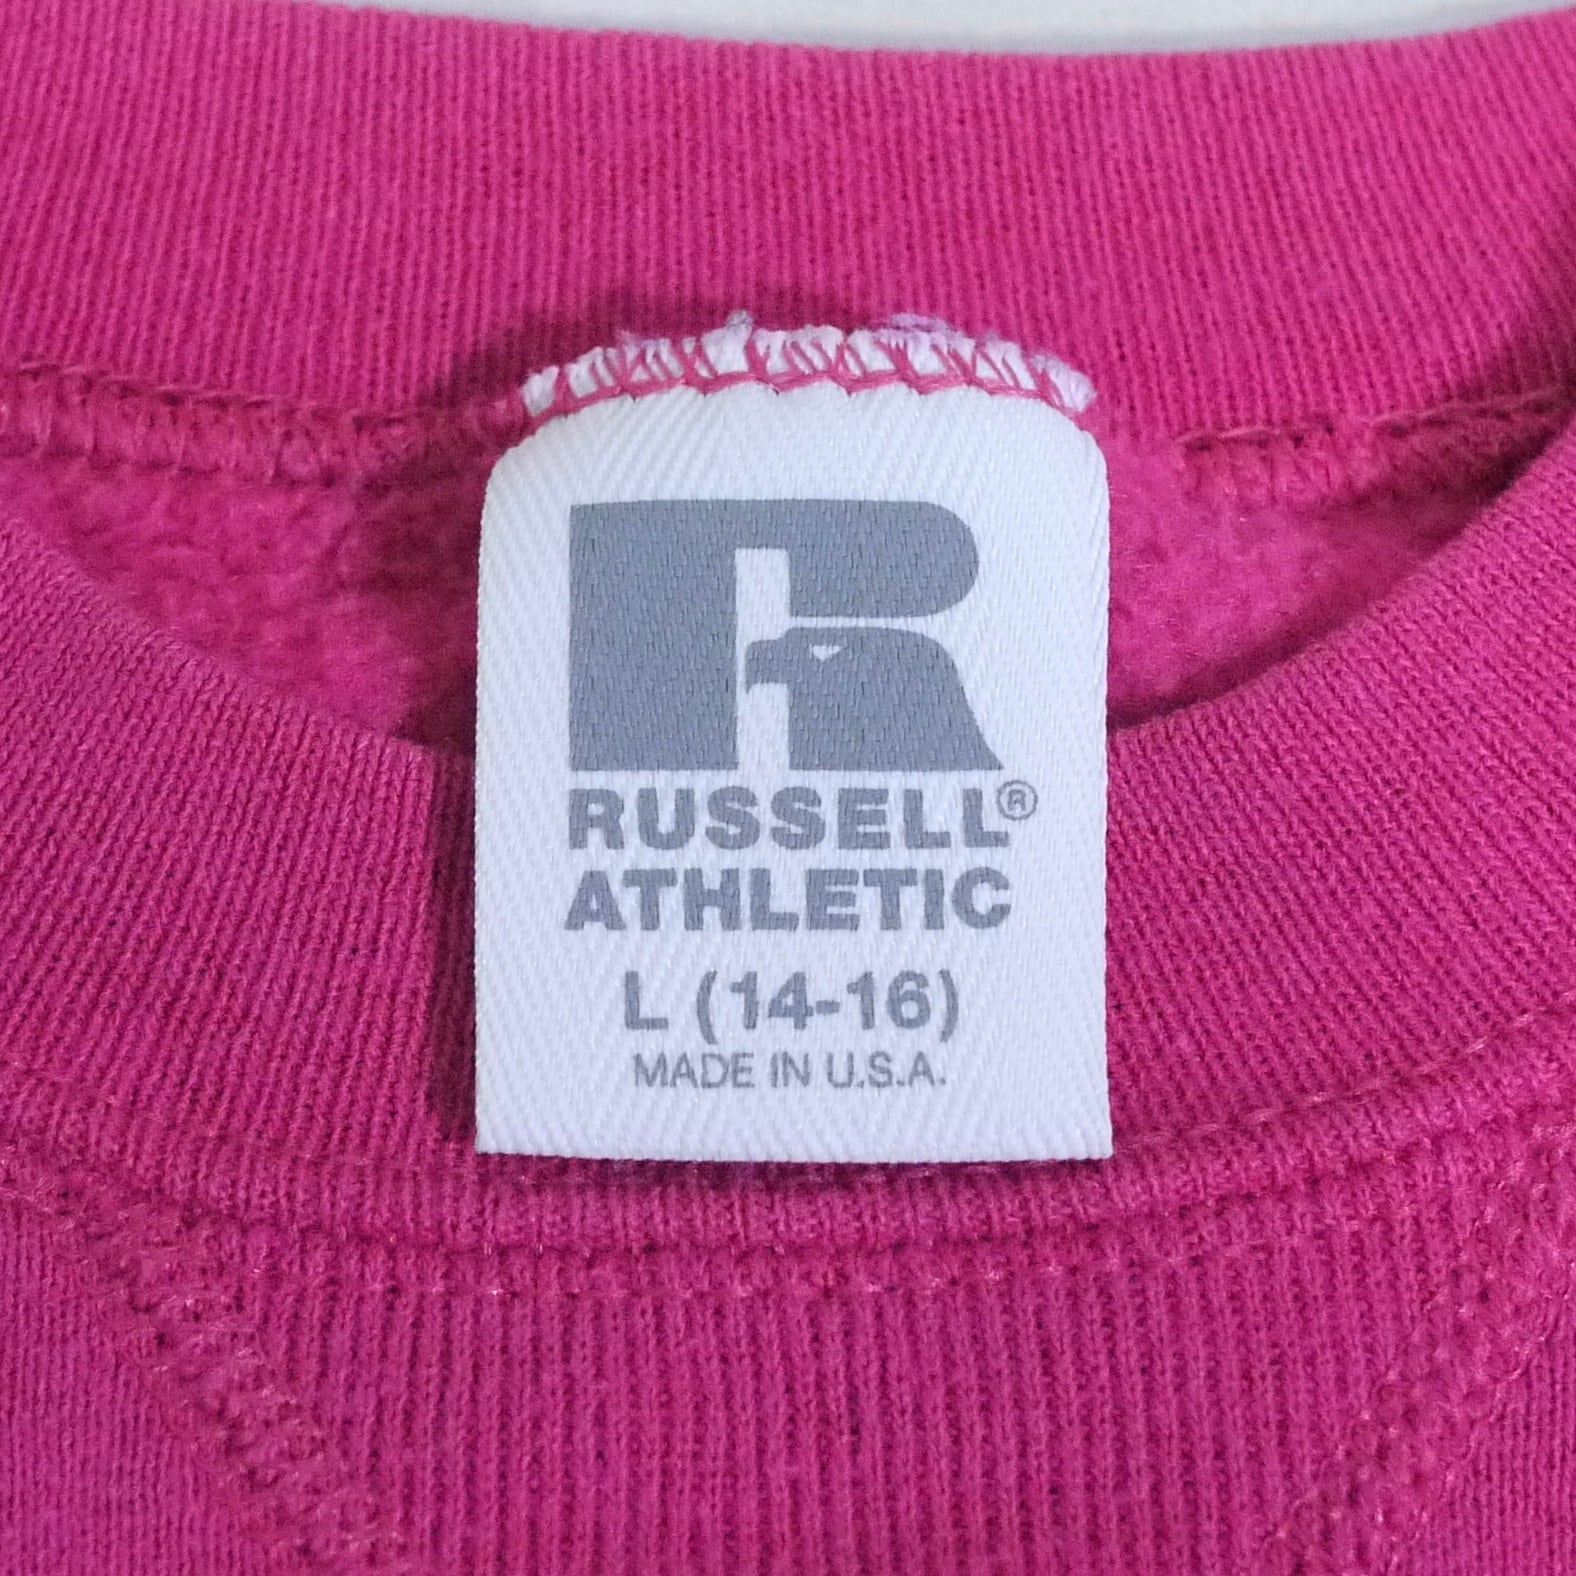 R
RUSSELL®
ATHLETIC
L (14-16)
MADE IN U.S.A.